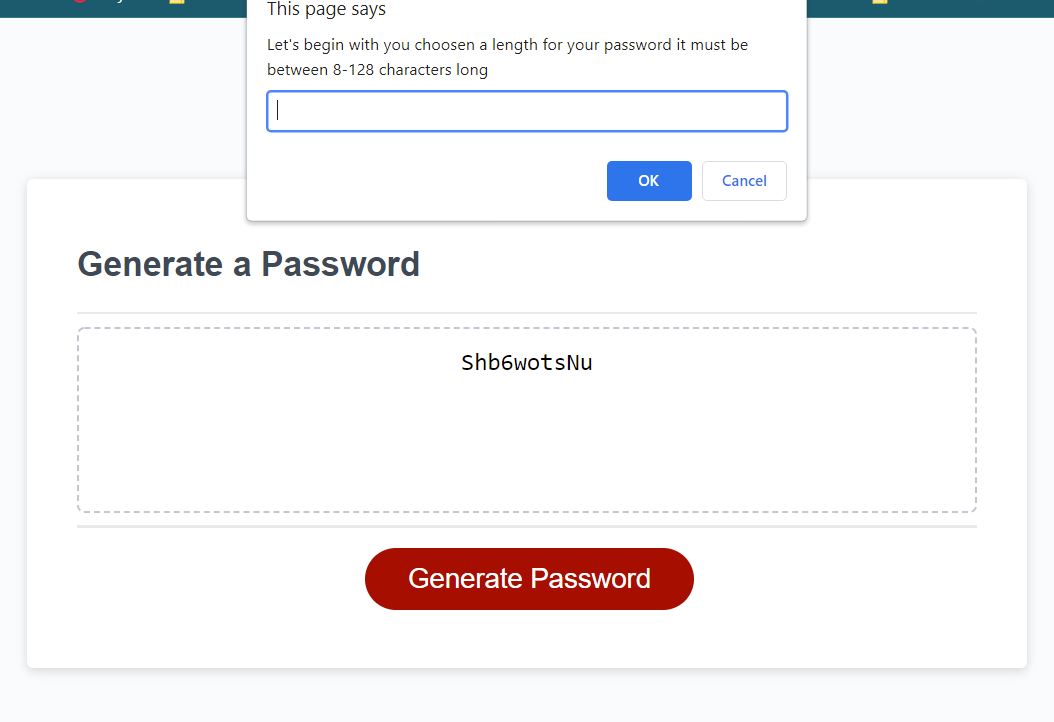 This page says
Let's begin with you choosen a length for your password it must be
between 8-128 characters long
OK
Cancel
Generate a Password
Shb6wotsNu
Generate Password